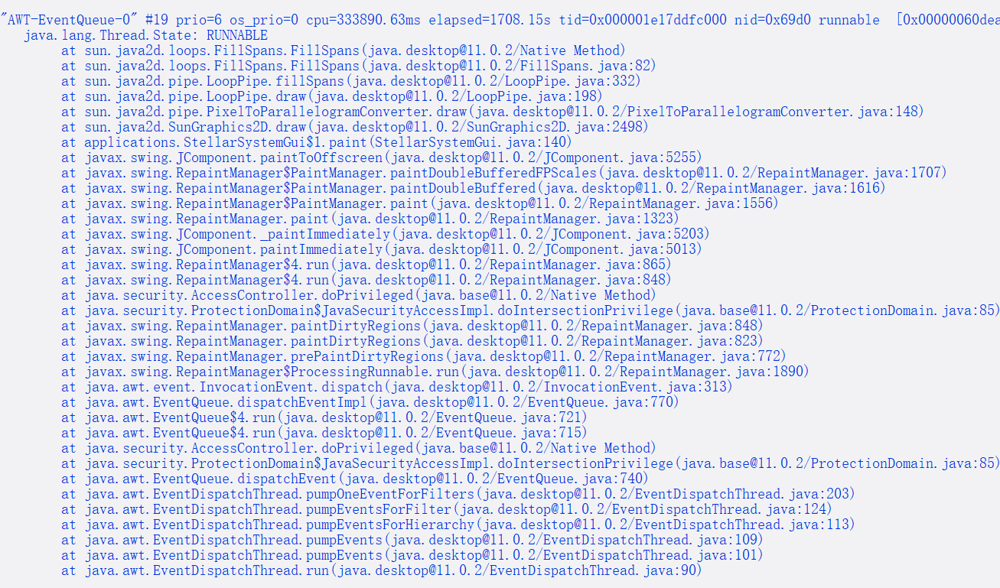 "AWT-EventQueue-0" #19 prio=6 os_prio=0 cpu=333890.63ms elapsed=1708.15s tid=0x000001e17ddfc000 nid=0x69d0 runnable [0x00000060dea
java.lang.Thread.State: RUNNABLE
at sun.java2d.loops.FillSpans.FillSpans(java.desktop@11.0.2/Native Method)
at sun.java2d.loops.FillSpans.FillSpans(java.desktop@11.0.2/FillSpans.java:82)
at sun.java2d.pipe.LoopPipe.fillSpans(java.desktop@11.0.2/LoopPipe.java:332)
at sun.java2d.pipe.LoopPipe.draw(java.desktop@11.0.2/LoopPipe.java:198)
at sun.java2d.pipe.PixelToParallelogramConverter.draw(java.desktop@11.0.2/PixelToParallelogramConverter.java:148)
at sun.java2d.SunGraphics2D.draw(java.desktop@11.0.2/SunGraphics2D.java:2498)
at applications.StellarSystemGui$1.paint(StellarSystemGui.java:140)
at javax.swing.JComponent.paintToOffscreen(java.desktop@11.0.2/JComponent.java:5255)
at javax.swing.RepaintManager$PaintManager.paintDoubleBufferedFPScales(java.desktop@11.0.2/RepaintManager.java:1707)
at javax.swing.RepaintManager$PaintManager.paintDoubleBuffered(java.desktop@11.0.2/RepaintManager.java:1616)
at javax.swing.RepaintManager$PaintManager.paint(java.desktop@11.0.2/RepaintManager.java:1556)
at javax.swing.RepaintManager.paint(java.desktop@11.0.2/RepaintManager.java:1323)
at javax.swing.JComponent._paintImmediately(java.desktop@11.0.2/JComponent.java:5203)
at javax.swing.JComponent.paintImmediately(java.desktop@11.0.2/JComponent.java:5013)
at javax.swing.RepaintManager$4.run(java.desktop@11.0.2/RepaintManager.java:865)
at javax.swing.RepaintManager$4.run(java.desktop@11.0.2/RepaintManager.java:848)
at java.security.AccessController.doPrivileged(java.base@11.0.2/Native Method)
at java.security.ProtectionDomain$JavaSecurityAccessImpl.doIntersectionPrivilege(java.base@11.0.2/ProtectionDomain.java:85)
at javax.swing.RepaintManager.paintDirtyRegions(java.desktop@11.0.2/RepaintManager.java:848)
at javax.swing.RepaintManager.paintDirtyRegions(java.desktop@11.0.2/RepaintManager.java:823)
at javax.swing.RepaintManager.prePaintDirtyRegions(java.desktop@11.0.2/RepaintManager.java:772)
at javax.swing.RepaintManager$ProcessingRunnable.run(java.desktop@11.0.2/RepaintManager.java:1890)
at java.awt.event.InvocationEvent.dispatch(java.desktop@11.0.2/InvocationEvent.java:313)
at java.awt.EventQueue.dispatchEventImpl(java.desktop@11.0.2/EventQueue.java:770)
at java.awt.EventQueue$4.run(java.desktop@11.0.2/EventQueue.java:721)
at java.awt.EventQueue$4.run(java.desktop@11.0.2/EventQueue.java:715)
at java.security.AccessController.doPrivileged(java.base@11.0.2/Native Method)
at java.security.ProtectionDomain$JavaSecurityAccessImpl.doIntersectionPrivilege(java.base@11.0.2/ProtectionDomain.java:85)
at java.awt.EventQueue.dispatchEvent(java.desktop@11.0.2/EventQueue.java:740)
at java.awt.EventDispatchThread.pumpOneEventForFilters(java.desktop@11.0.2/EventDispatchThread.java:203)
at java.awt.EventDispatchThread.pumpEventsForFilter(java.desktop@11.0.2/EventDispatchThread.java:124)
at java.awt.EventDispatchThread.pumpEventsForHierarchy(java.desktop@11.0.2/EventDispatchThread.java:113)
at java.awt.EventDispatchThread.pumpEvents(java.desktop@11.0.2/EventDispatchThread.java:109)
at java.awt.EventDispatchThread.pumpEvents(java.desktop@11.0.2/EventDispatchThread.java:101)
at java.awt.EventDispatchThread.run(java.desktop@11.0.2/EventDispatchThread.java:90)